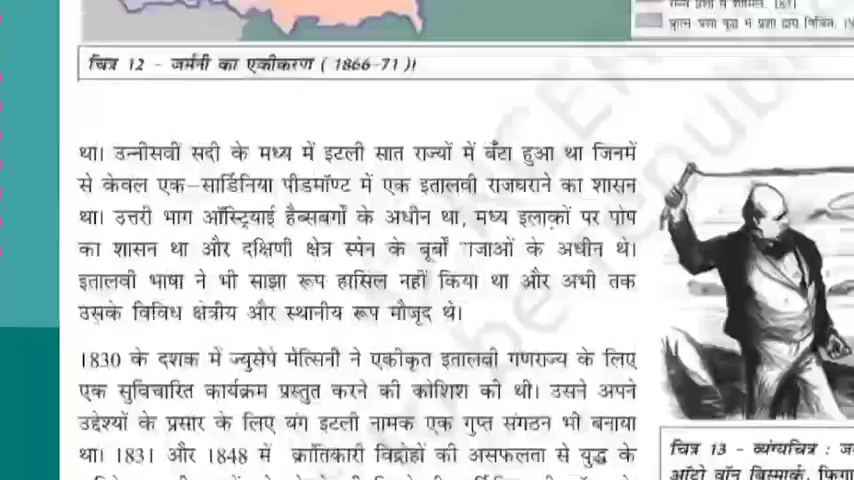 चित्र 12 - जर्मनी का एकीकरण ( 1866-71 )।
था। उन्नीसवीं सदी के मध्य में इटली सात राज्यों में बँटा हुआ था जिनमें
से केवल एक–सार्डिनिया पीडमॉण्ट में एक इतालवी राजघराने का शासन
था। उत्तरी भाग ऑस्ट्रियाई हैब्सबर्गों के अधीन था, मध्य इलाक़ों पर पोप
का शासन था और दक्षिणी क्षेत्र स्पेन के बूर्बों राजाओं के अधीन थे।
इतालवी भाषा ने भी साझा रूप हासिल नहीं किया था और अभी तक
उसके विविध क्षेत्रीय और स्थानीय रूप मौजूद थे।
1830 के दशक में ज्युसेपे मेत्सिनी ने एकीकृत इतालवी गणराज्य के लिए
एक सुविचारित कार्यक्रम प्रस्तुत करने की कोशिश की थी। उसने अपने
उद्देश्यों के प्रसार के लिए यंग इटली नामक एक गुप्त संगठन भी बनाया
था। 1831 और 1848 में क्रांतिकारी विद्रोहों की असफलता से युद्ध के
चित्र 13 - व्यंग्यचित्र :
ऑटो वॉन बिस्मार्क,